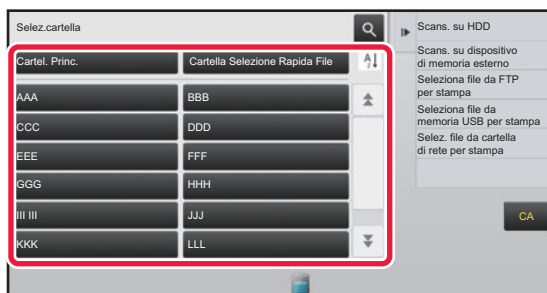 Selez.cartella
Cartel. Princ.
Cartella Selezione Rapida File
AAA
BBB
CCC
DDD
EEE
FFF
GGG
HHH
III III
JJJ
KKK
LLL
Scans. su HDD
Scans. su dispositivo
di memoria esterno
Seleziona file da FTP
per stampa
Seleziona file da
memoria USB per stampa
Selez. file da cartella
di rete per stampa
CA